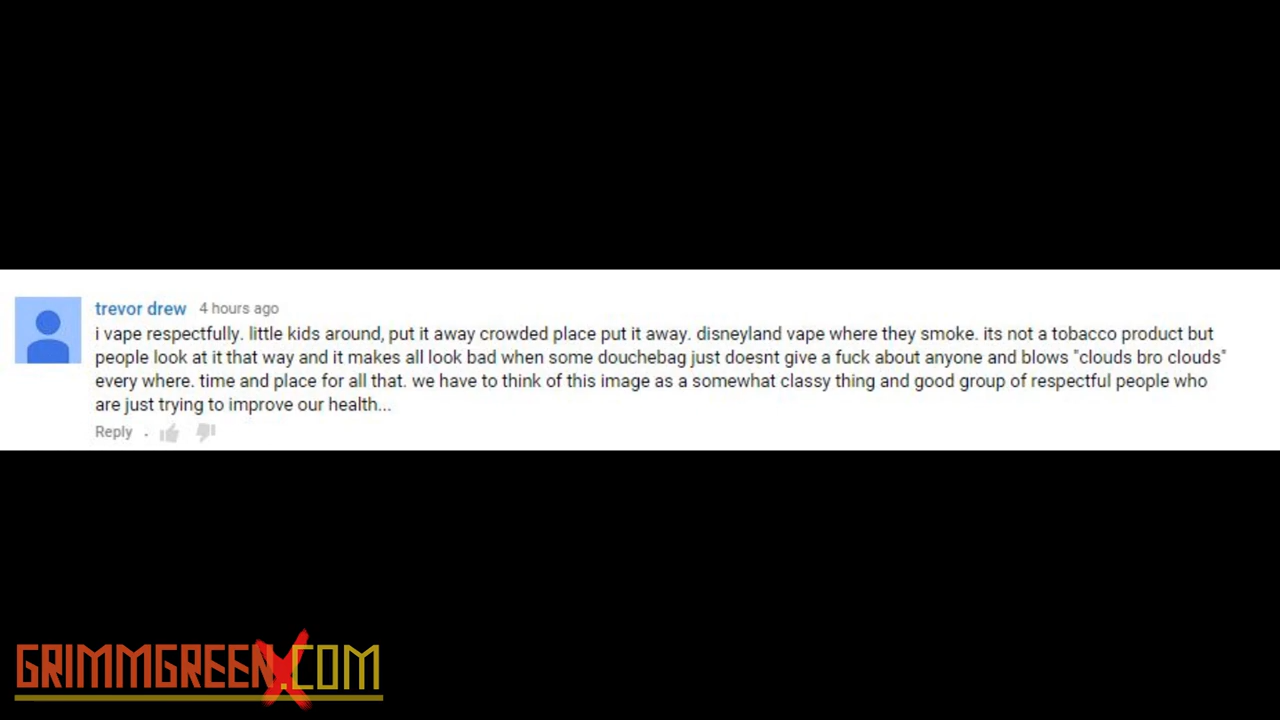 trevor drew 4 hours ago
i vape respectfully. little kids around, put it away crowded place put it away. disneyland vape where they smoke. its not a tobacco product but
people look at it that way and it makes all look bad when some douchebag just doesnt give a fuck about anyone and blows "clouds bro clouds"
every where. time and place for all that. we have to think of this image as a somewhat classy thing and good group of respectful people who
are just trying to improve our health...
Reply .
GRIMMGREENX.COM